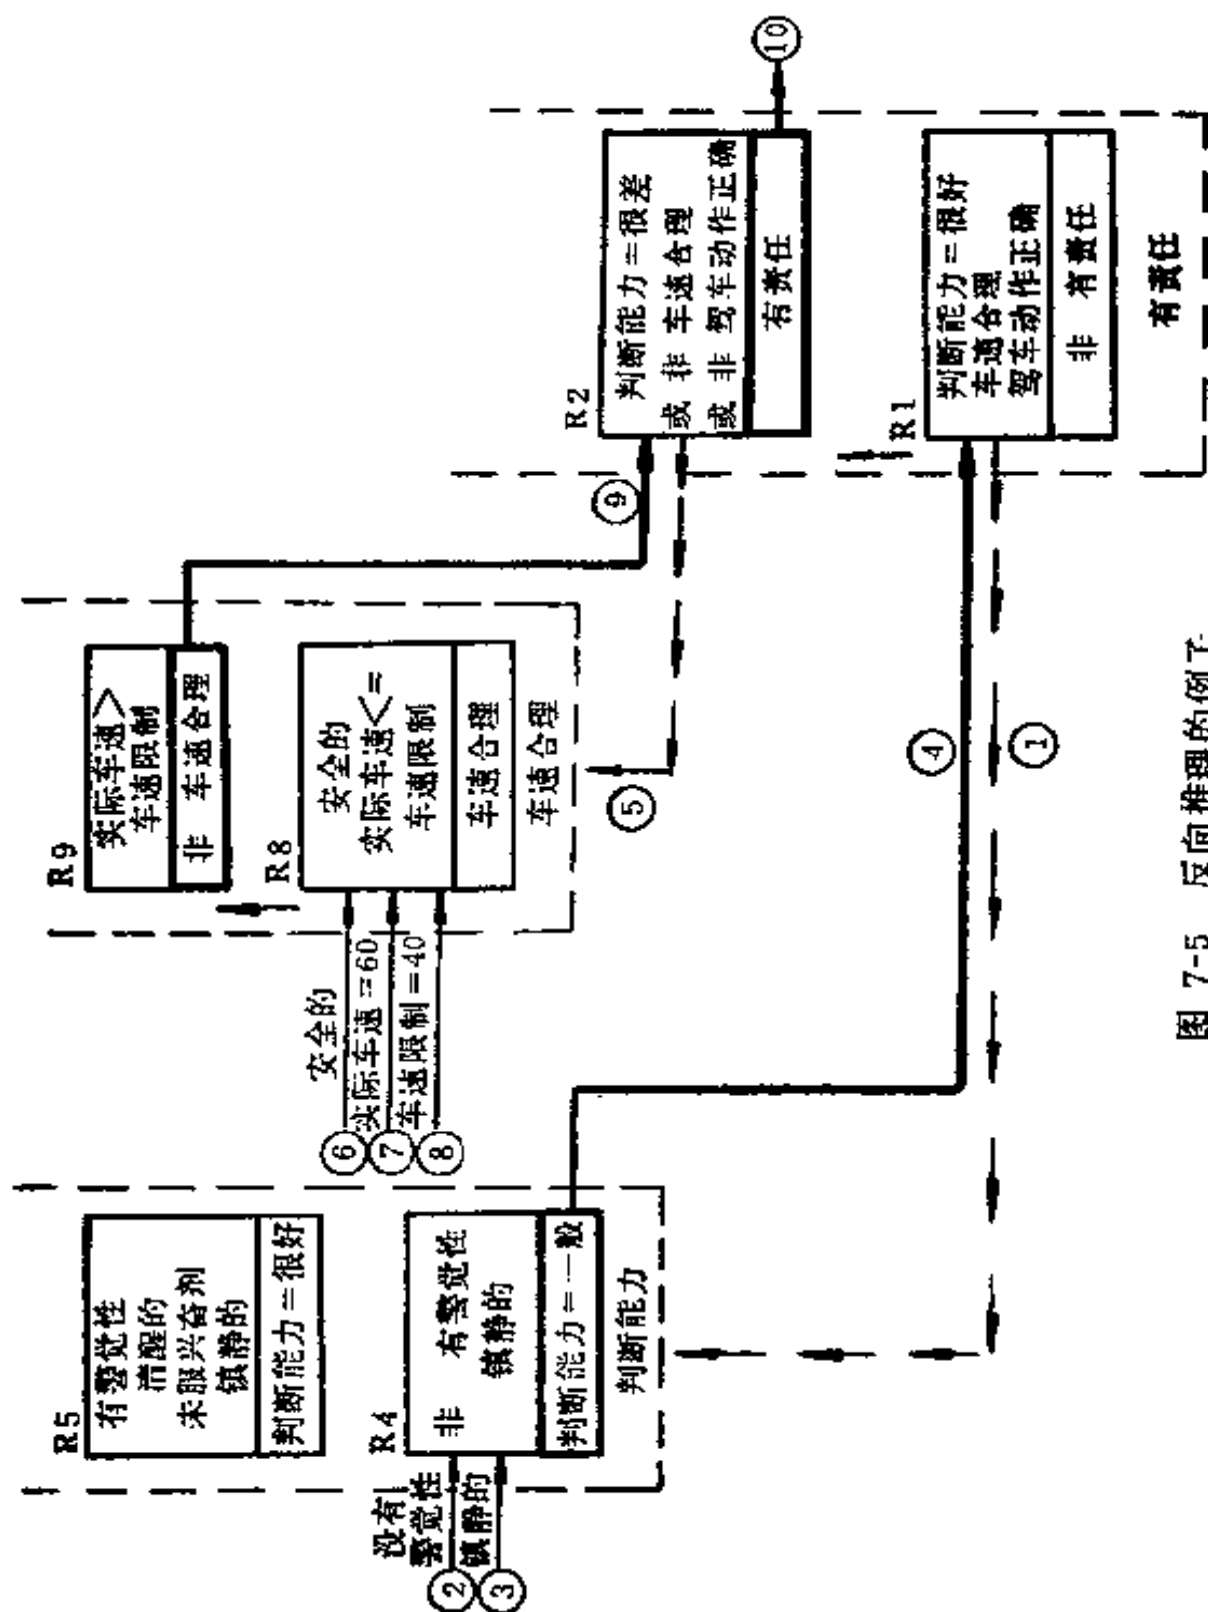 R5
有警觉性
清醒的
未服兴奋剂
镇静的
判断能力=很好
R4
非 有警觉性
镇静的
判断能力=一般
判断能力
没有
警觉性
镇静的
②
③
R9
实际车速>
车速限制
非 车速合理
R8
安全的
实际车速<=
车速限制
车速合理
车速合理
安全的
实际车速=60
车速限制=40
⑥
⑦
⑧
⑤
R2
判断能力=很差
或 非 车速合理
或 非 驾车动作正确
有责任
⑨
⑩
R1
判断能力=很好
车速合理
驾车动作正确
非 有责任
有责任
④
①
图 7-5 反向推理的例子